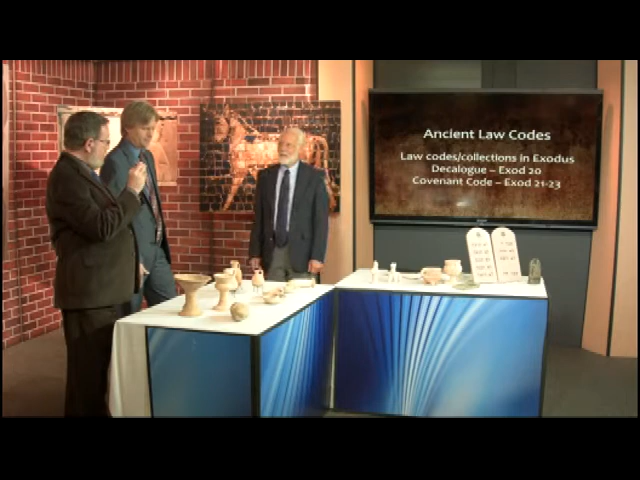 Ancient Law Codes
Law codes/collections in Exodus
Decalogue – Exod 20
Covenant Code – Exod 21-23